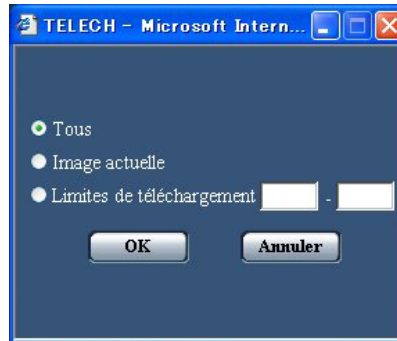 TELECH - Microsoft Intern...
Tous
Image actuelle
Limites de téléchargement -
OK Annuler